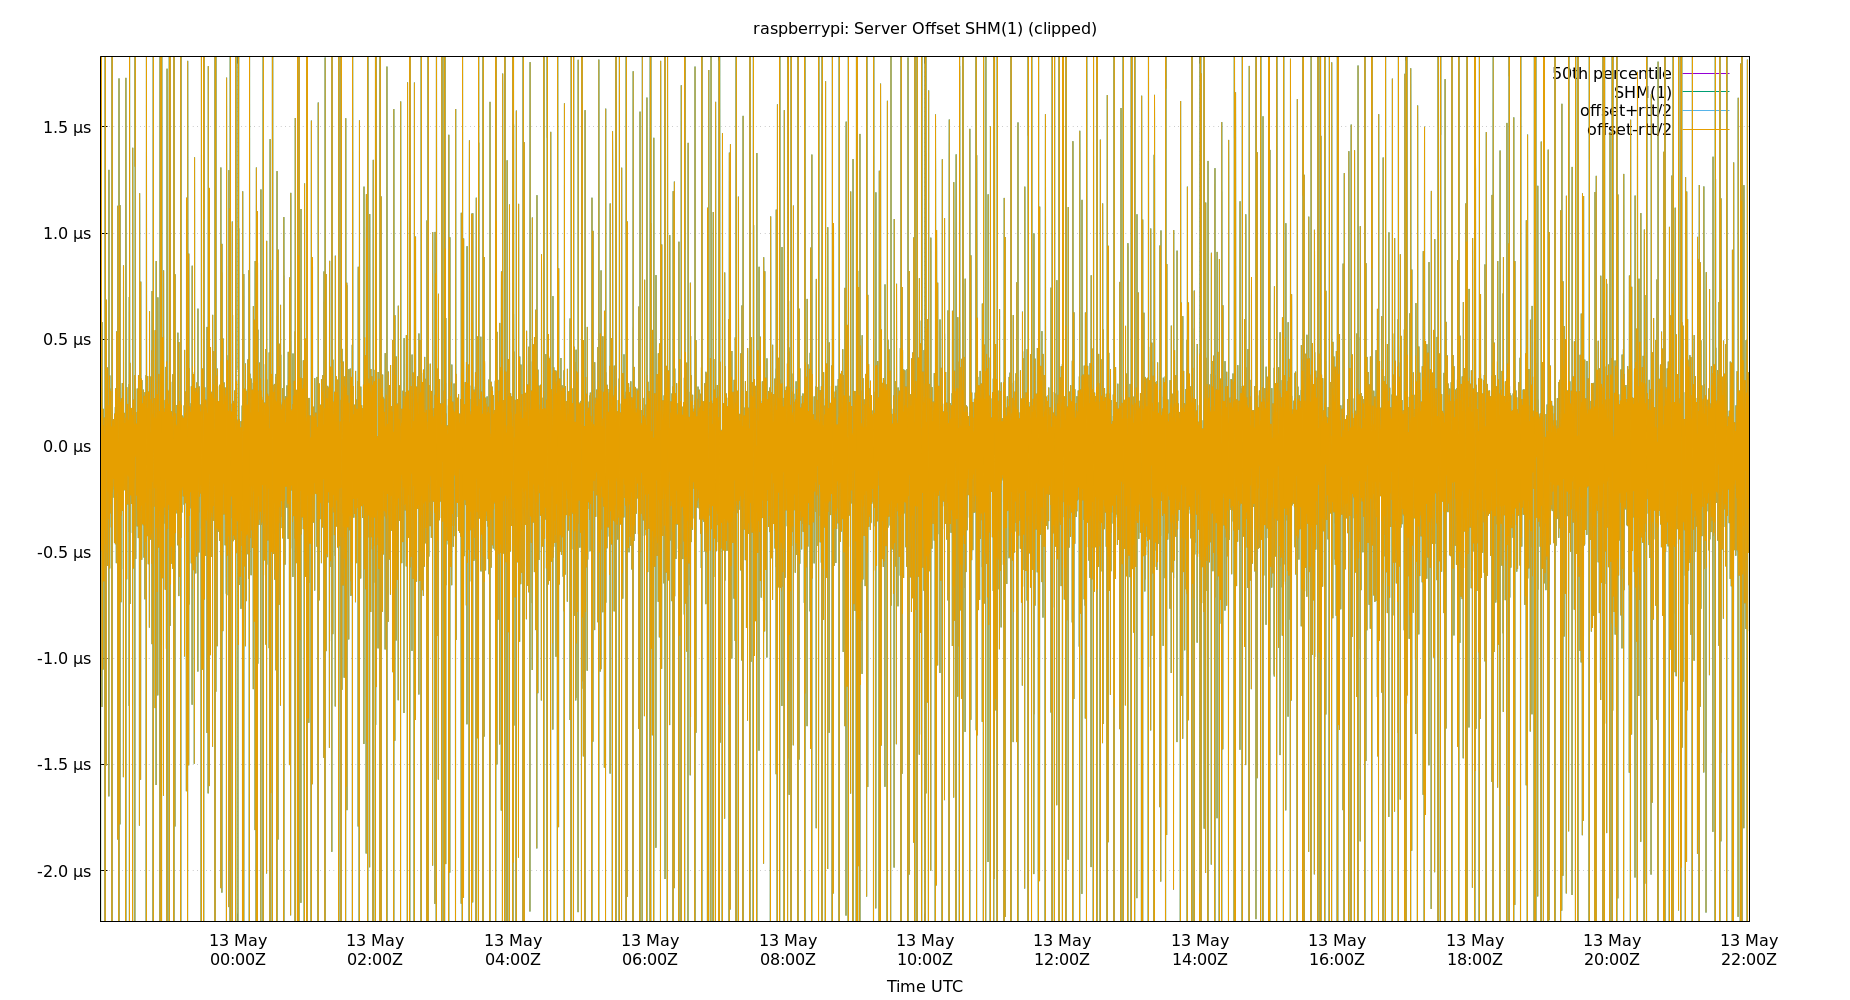 raspberrypi: Server Offset SHM(1) (clipped)
50th percentile
SHM(1)
offset+rtt/2
offset-rtt/2
1.5 µs
1.0 µs
0.5 µs
0.0 µs
-0.5 µs
-1.0 µs
-1.5 µs
-2.0 µs
13 May 13 May 13 May 13 May 13 May 13 May 13 May 13 May 13 May 13 May 13 May 13 May
00:00Z 02:00Z 04:00Z 06:00Z 08:00Z 10:00Z 12:00Z 14:00Z 16:00Z 18:00Z 20:00Z 22:00Z
Time UTC